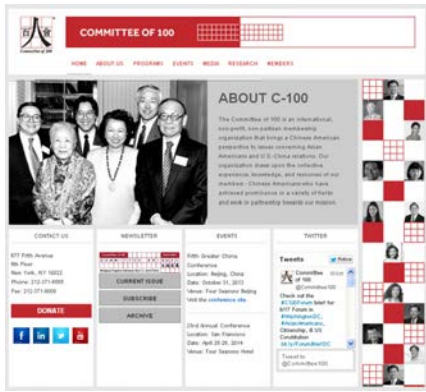 百人會
Committee of 100
COMMITTEE OF 100
HOME ABOUT US PROGRAMS EVENTS MEDIA RESEARCH MEMBERS
ABOUT C-100
The Committee of 100 is an international,
non-profit, non-partisan membership
organization that brings a Chinese American
perspective to issues concerning Asian
Americans and U.S.-China relations. Our
organization draws upon the collective
experience, knowledge, and resources of our
members - Chinese Americans who have
achieved prominence in a variety of fields
and work in partnership towards our mission.
CONTACT US
677 Fifth Avenue
5th Floor
New York, NY 10022
Phone: 212-371-6565
Fax: 212-371-9009
DONATE
f in You Tube
NEWSLETTER
CURRENT ISSUE
SUBSCRIBE
ARCHIVE
EVENTS
Fifth Greater China
Conference
Location: Beijing, China
Date: October 31, 2013
Venue: Four Seasons Beijing
Visit the conference site.
23rd Annual Conference
Location: San Francisco
Date: April 25-26, 2014
Venue: Four Seasons Hotel
TWITTER
Tweets
Follow
Committee
of 100
@Committee100
Check out the
#C100Forum brief for
9/17 Forum in
#WashingtonDC,
#AsianAmericans,
Citizenship, & US
Constitution
Tweet to
@Committee100